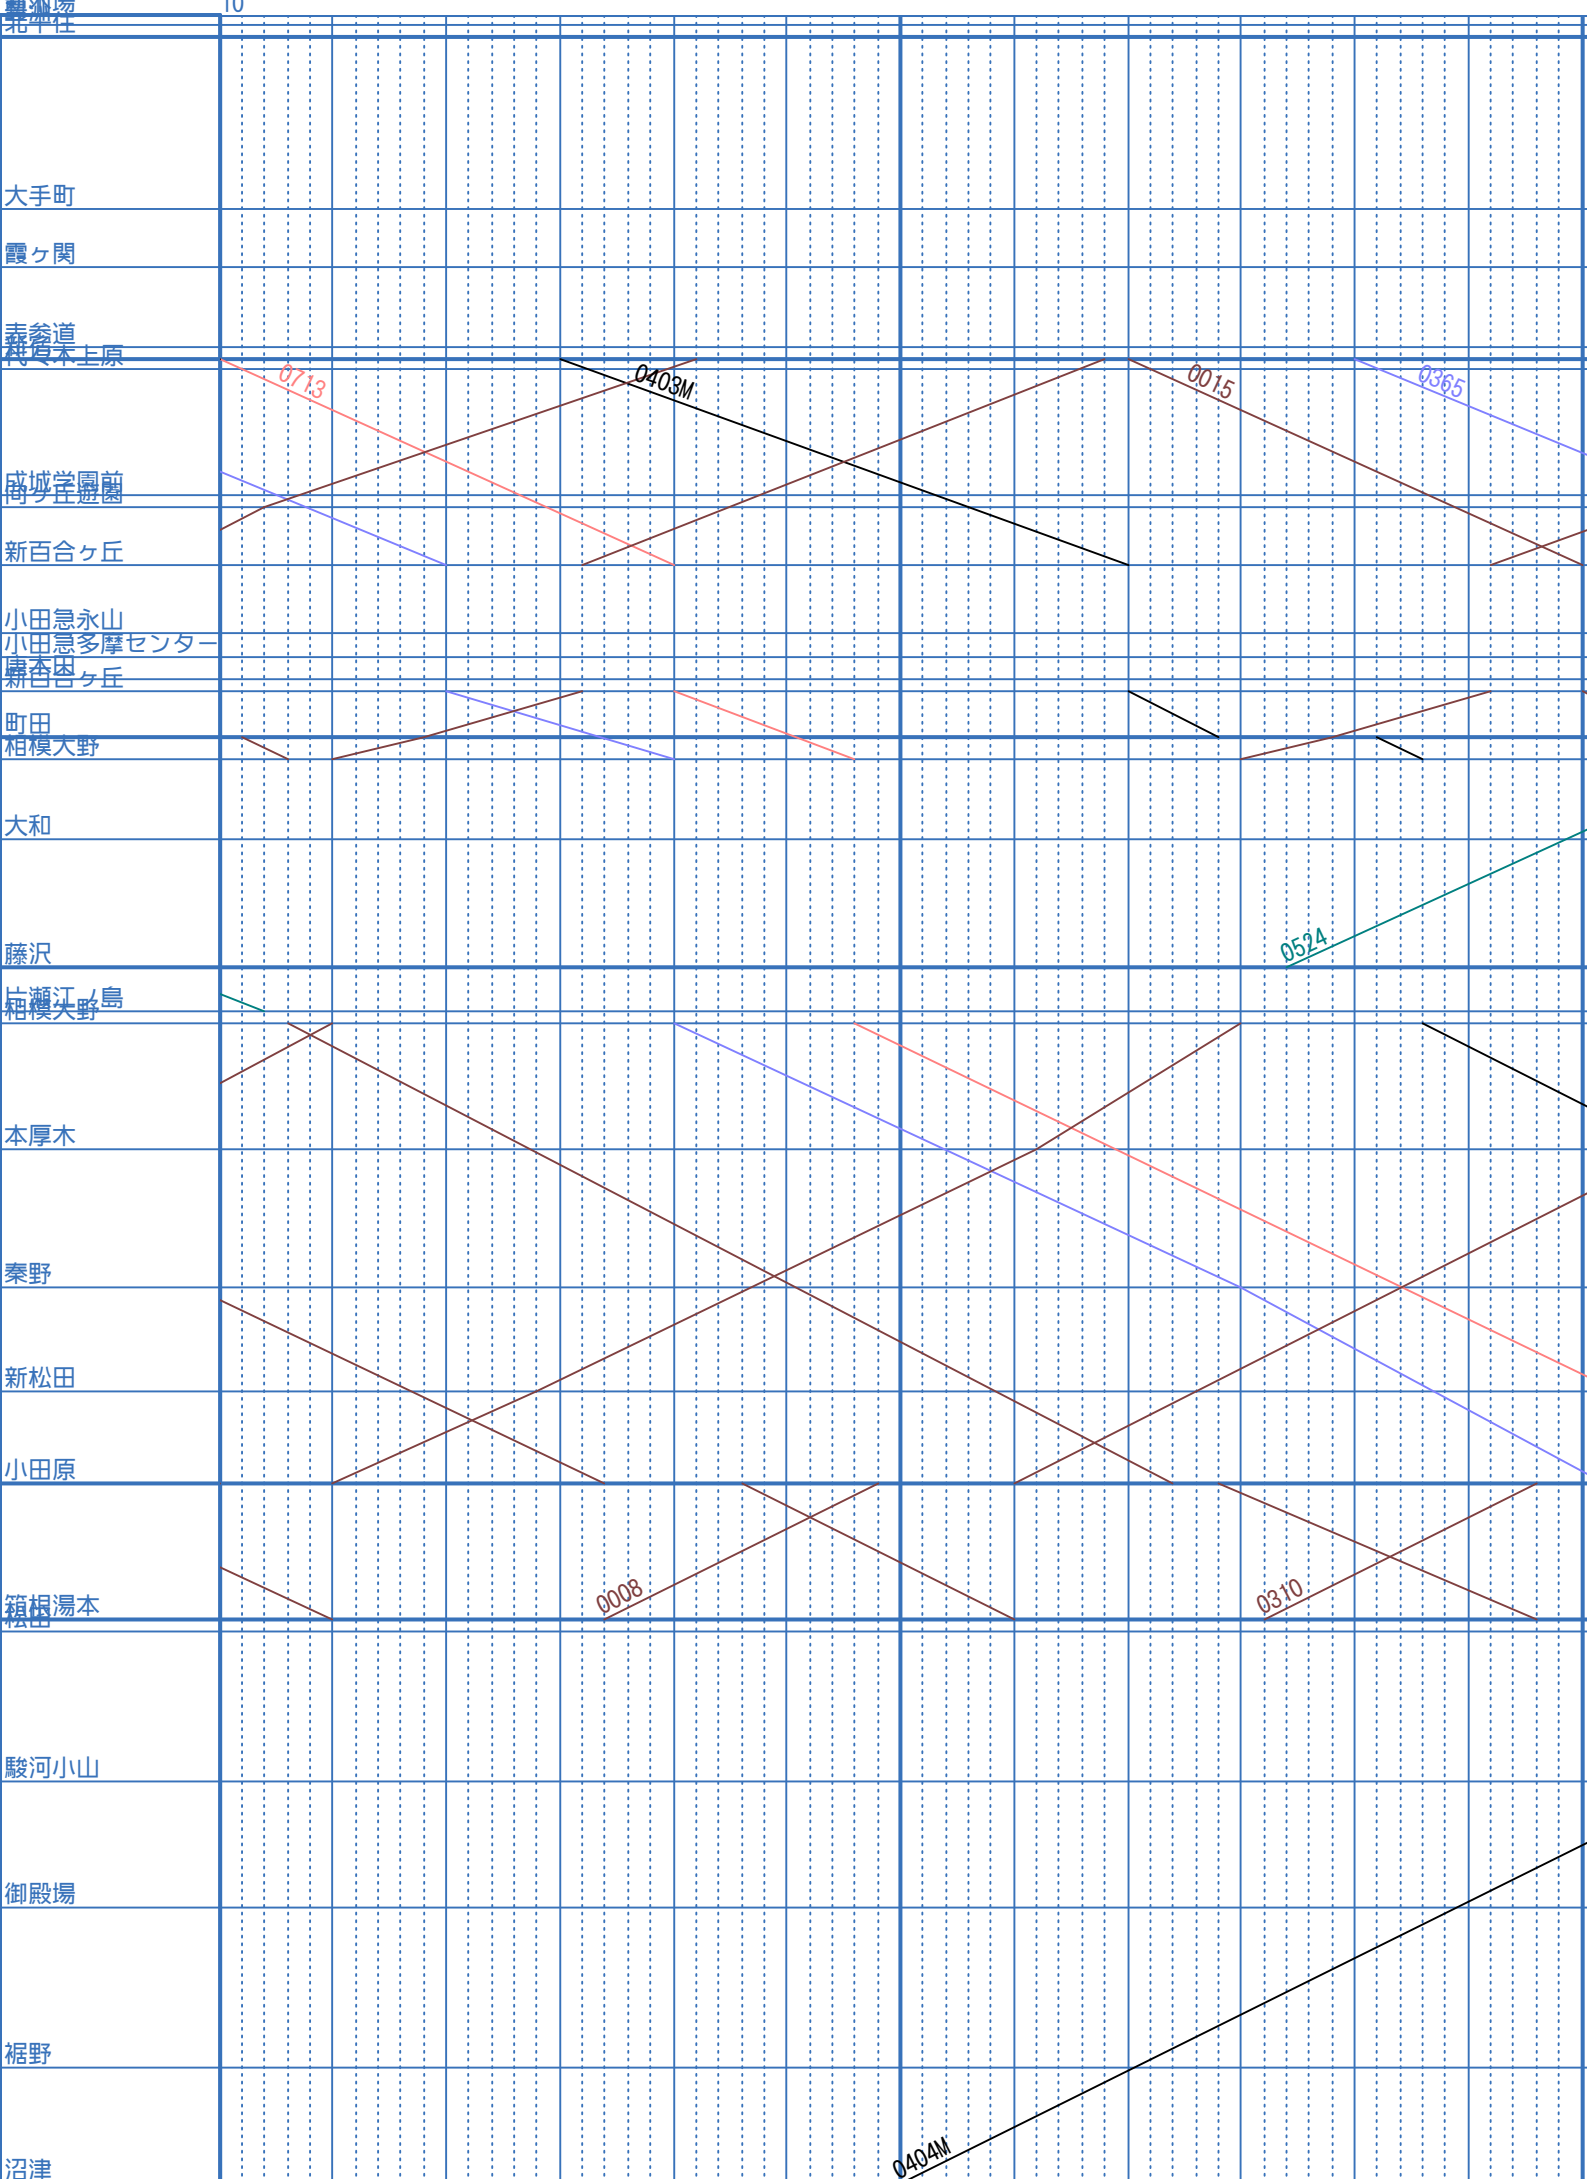 10
北千住
大手町
霞ヶ関
表参道
代々木上原
0713
0403M
0015
0365
成城学園前
向ヶ丘遊園
新百合ヶ丘
小田急永山
小田急多摩センター
唐木田
新百合ヶ丘
町田
相模大野
大和
0524
藤沢
片瀬江ノ島
相模大野
本厚木
秦野
新松田
小田原
0008
0310
箱根湯本
松田
駿河小山
御殿場
裾野
0404M
沼津